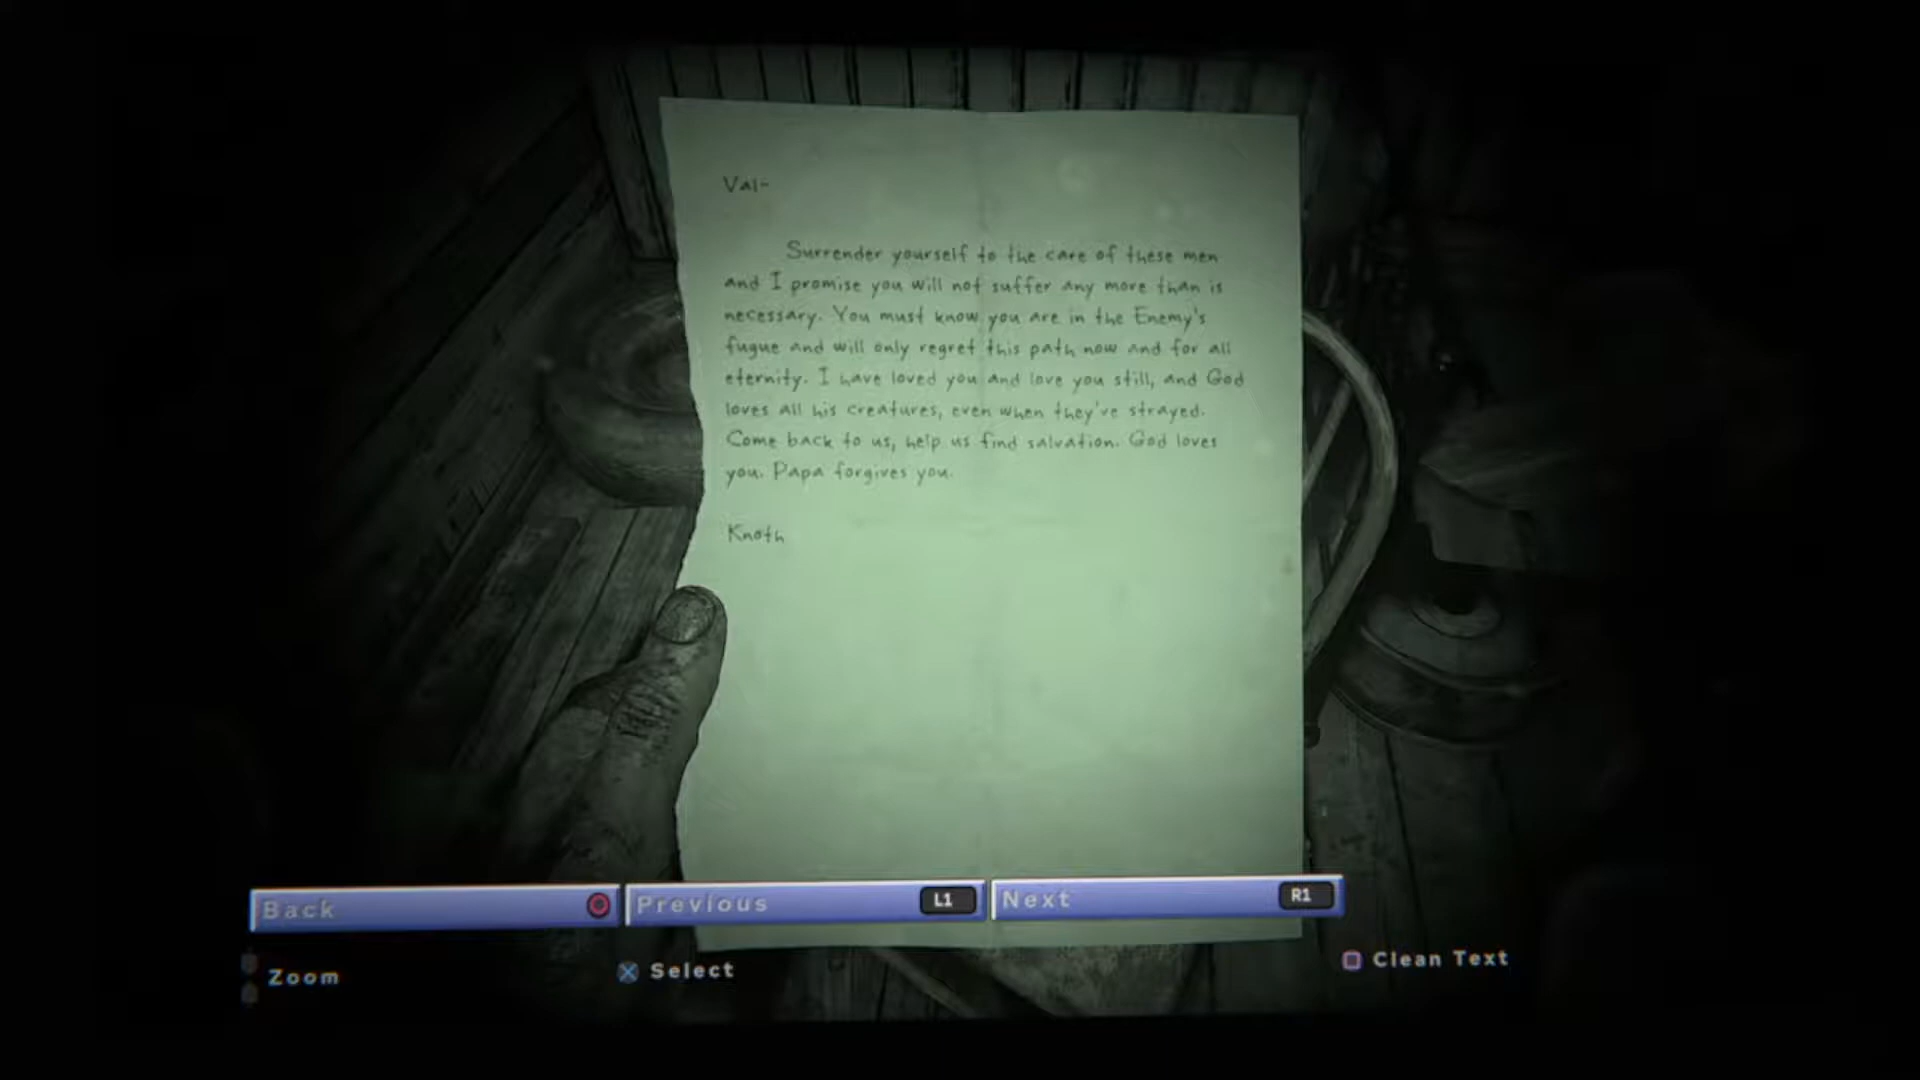 Val-
Surrender yourself to the care of these men
and I promise you will not suffer any more than is
necessary. You must know you are in the Enemy's
fugue and will only regret this path now and for all
eternity. I have loved you and love you still, and God
loves all his creatures, even when they've strayed.
Come back to us, help us find salvation. God loves
you. Papa forgives you.
Knoth
Back Previous L1 Next R1
Zoom Select Clean Text